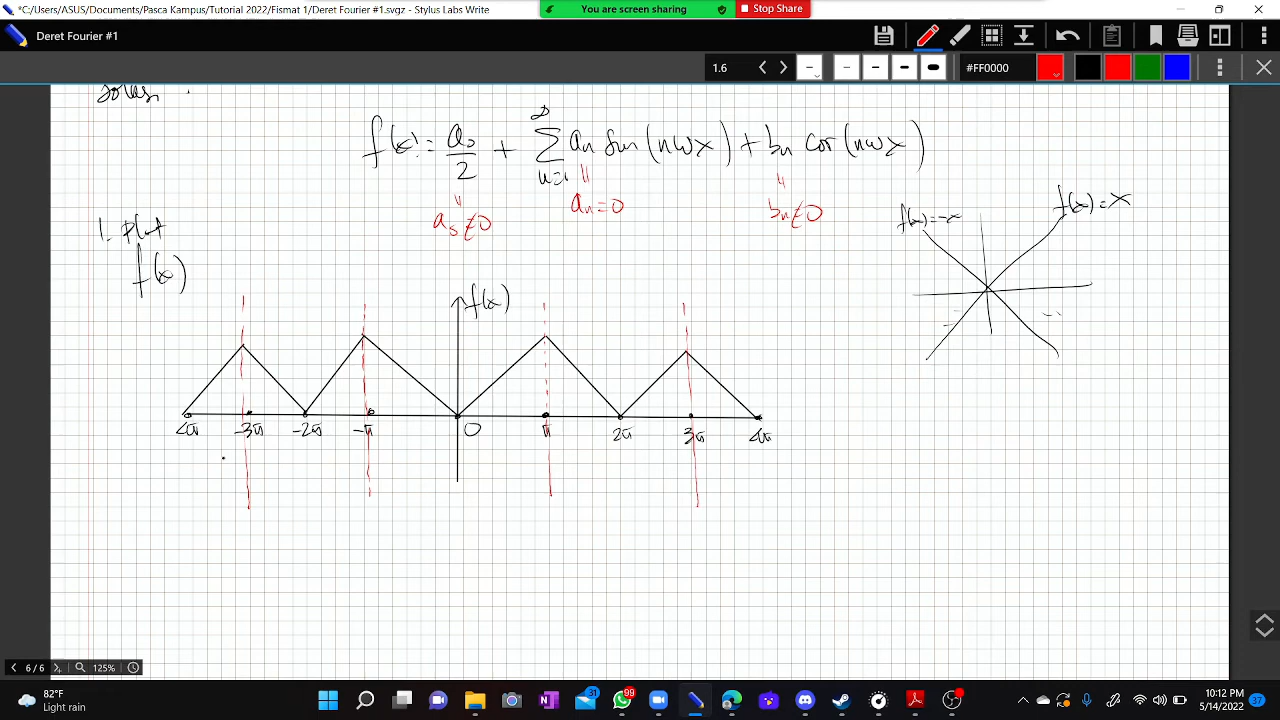 *C:/Users/ASUS/Documents/Pasca Kampus/Tutorial 2022/Fismat 1/Deret Fourier #1.svgz - Stylus Labs Write
You are screen sharing
Stop Share
Deret Fourier #1
1.6
#FF0000
f(x) = a₀/2 + ∑ₙ₌₁^∞ aₙ sin(nωx) + bₙ cos(nωx)
a₀≠0 aₙ=0 bₙ≠0
f(x)=-x f(x)=x
1. Plot
f(x)
f(x)
4π -3π -2π -π 0 π 2π 3π 4π
6/6 125%
82°F
Light rain
31
99
10:12 PM
5/14/2022
37